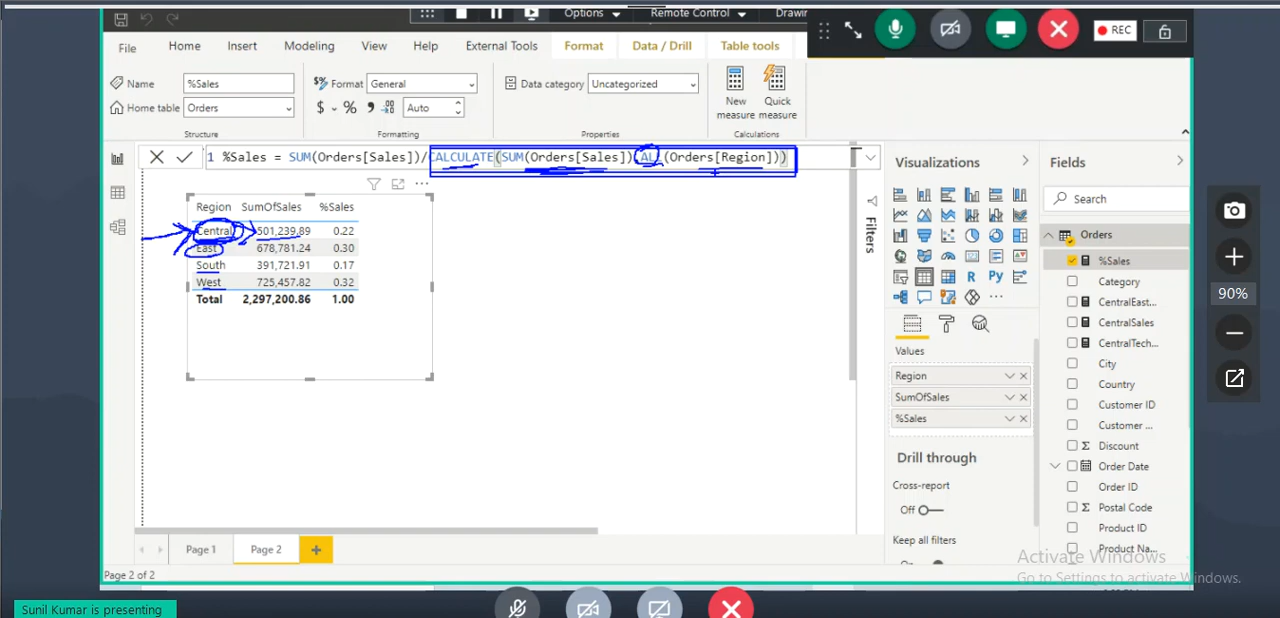 Options Remote Control Drawin
REC
File Home Insert Modeling View Help External Tools Format Data / Drill Table tools
Name %Sales Format General Data category Uncategorized New measure Quick measure
Home table Orders $ % Auto
Structure Formatting Properties Calculations
1 %Sales = SUM(Orders[Sales])/CALCULATE(SUM(Orders[Sales]),ALL(Orders[Region]))
Region SumOfSales %Sales
Central 501,239.89 0.22
East 678,781.24 0.30
South 391,721.91 0.17
West 725,457.82 0.32
Total 2,297,200.86 1.00
Filters
Visualizations
R Py
Values
Region
SumOfSales
%Sales
Drill through
Cross-report
Off
Keep all filters
Fields
Search
Orders
%Sales
Category
CentralEast...
CentralSales
CentralTech...
City
Country
Customer ID
Customer ...
Σ Discount
Order Date
Order ID
Σ Postal Code
Product ID
Product Na...
90%
Page 1 Page 2 +
Page 2 of 2
Activate Windows
Go to Settings to activate Windows.
Sunil Kumar is presenting